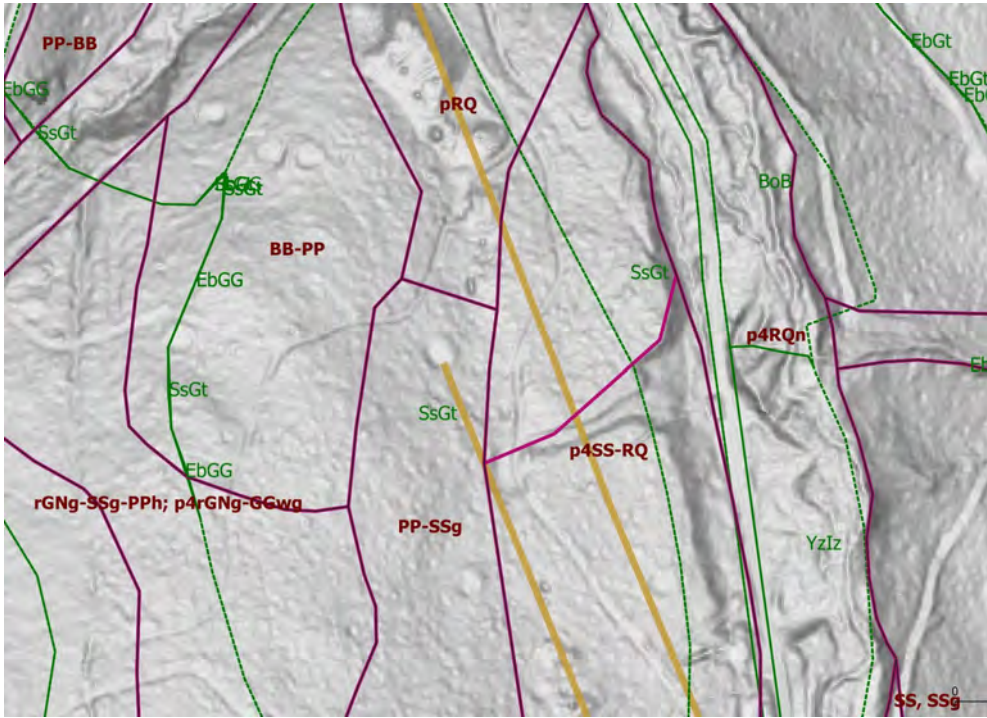 PP-BB
EbGt
EbGG
EbGt
SsGt
pRQ
BoB
SsGt
BB-PP
EbGG
SsGt
p4RQn
Eb
SsGt
SsGt
p4SS-RQ
EbGG
rGNg-SSg-PPh; p4rGNg-GGwg
PP-SSg
YzIz
SS, SSg
0